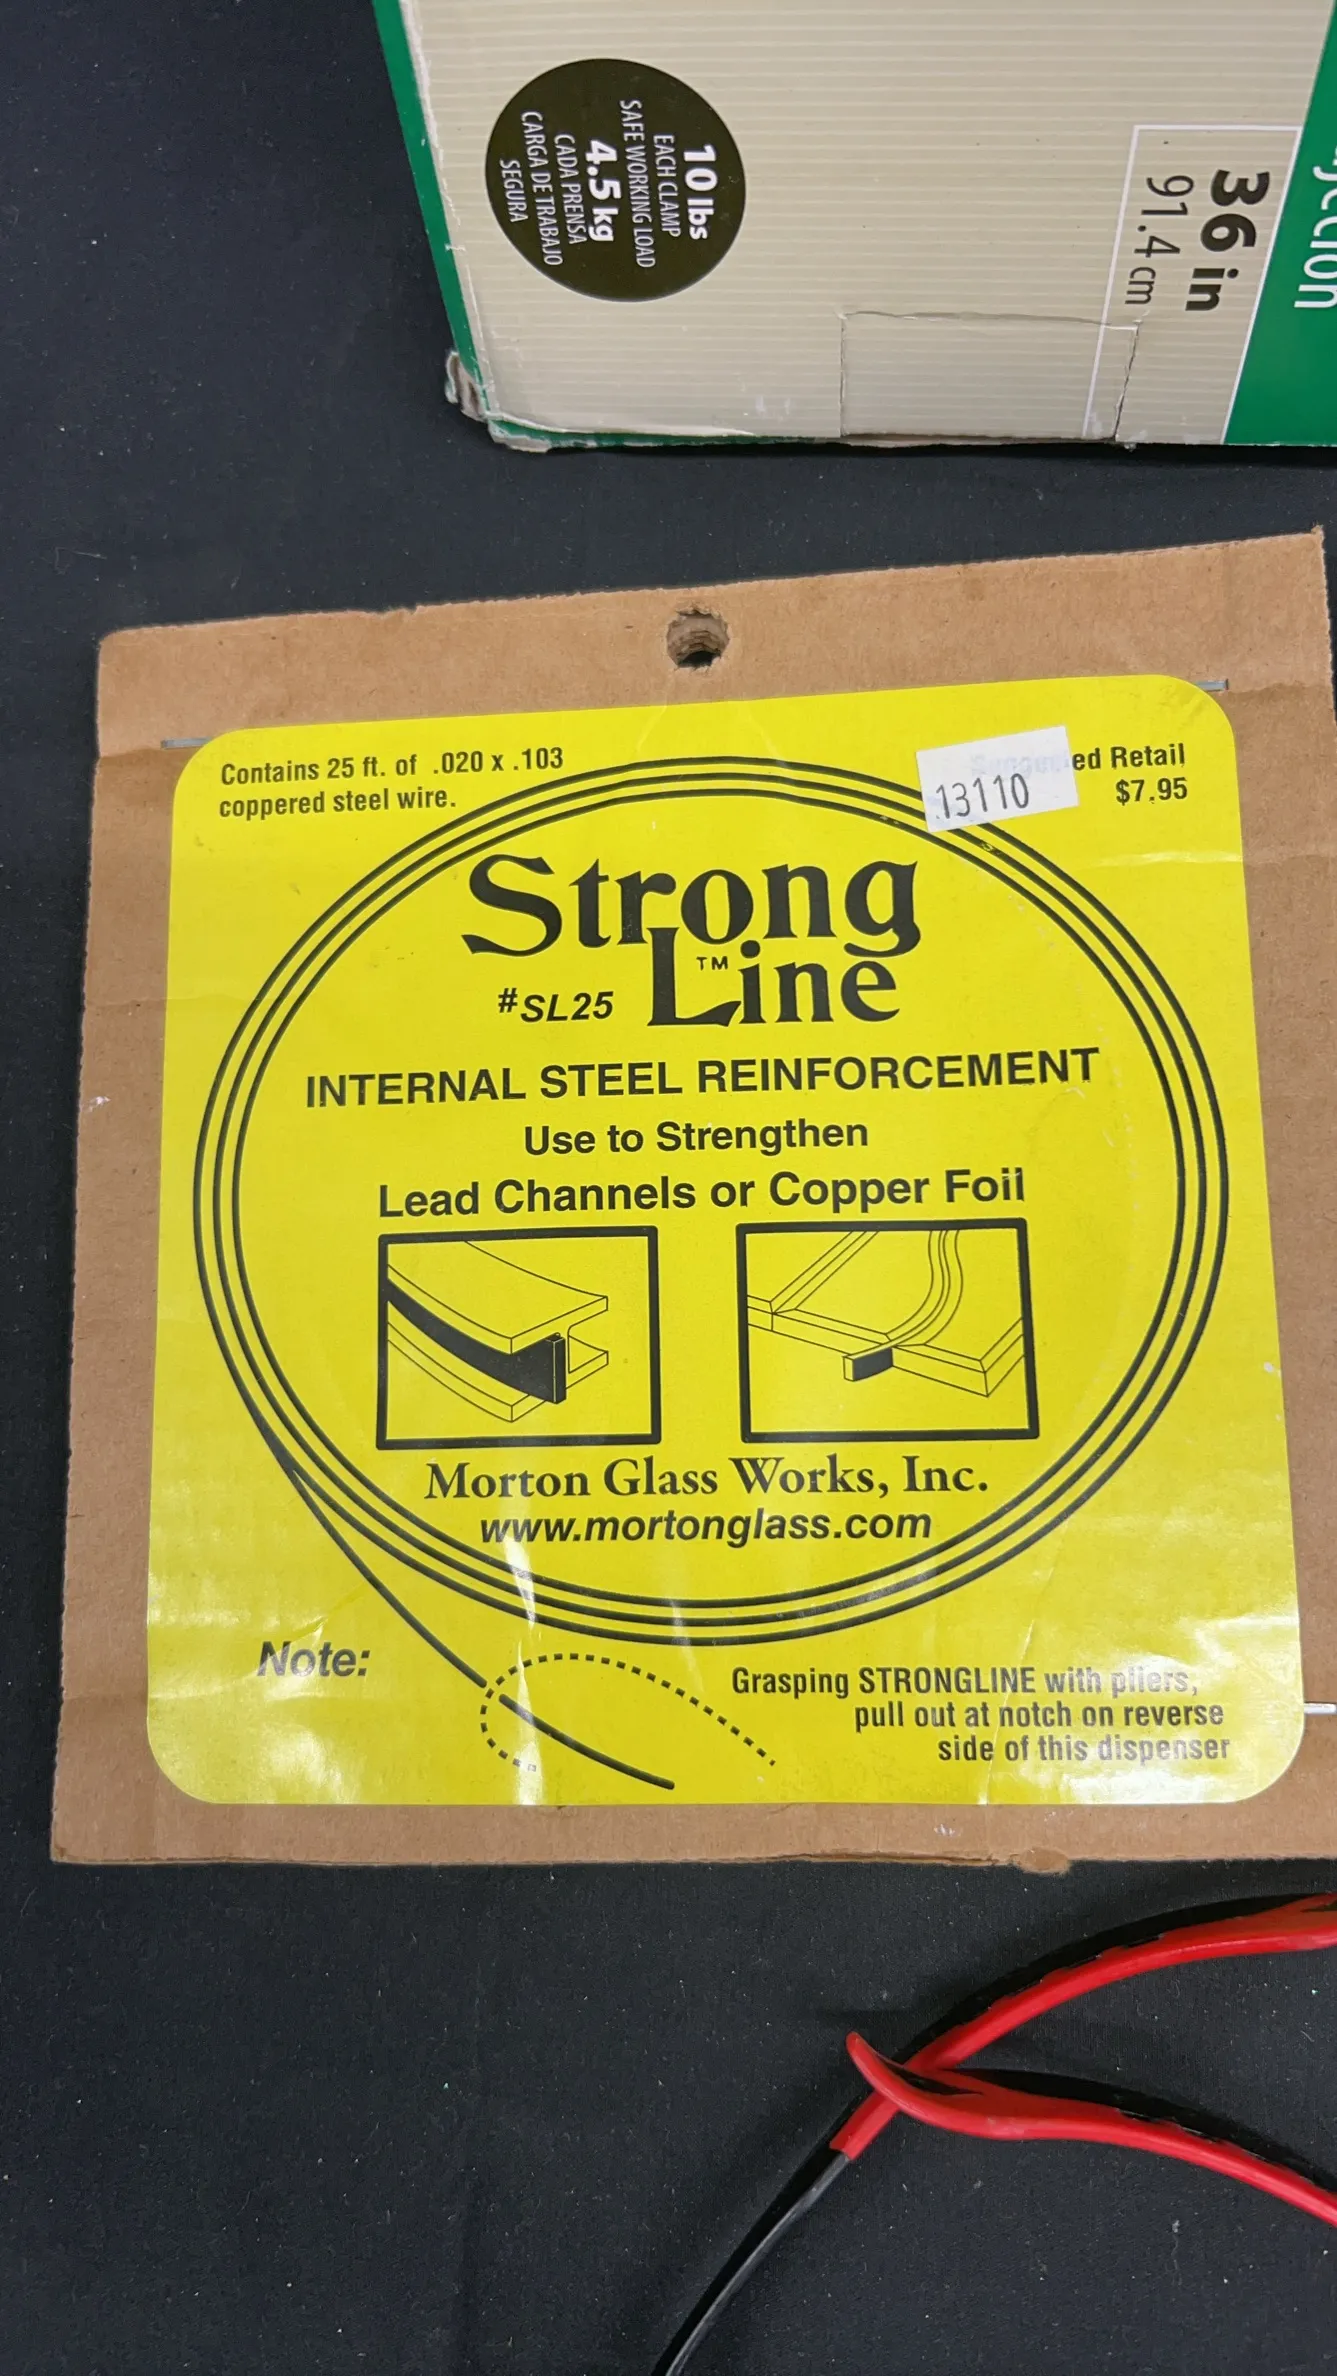 10 lbs
EACH CLAMP
SAFE WORKING LOAD
4.5 kg
CADA PRENSA
CARGA DE TRABAJO
SEGURA
36 in
91.4 cm
Contains 25 ft. of .020 x .103
coppered steel wire.
Suggested Retail
$7.95
13110
Strong
Line
TM
#SL25
INTERNAL STEEL REINFORCEMENT
Use to Strengthen
Lead Channels or Copper Foil
Morton Glass Works, Inc.
www.mortonglass.com
Note:
Grasping STRONGLINE with pliers,
pull out at notch on reverse
side of this dispenser